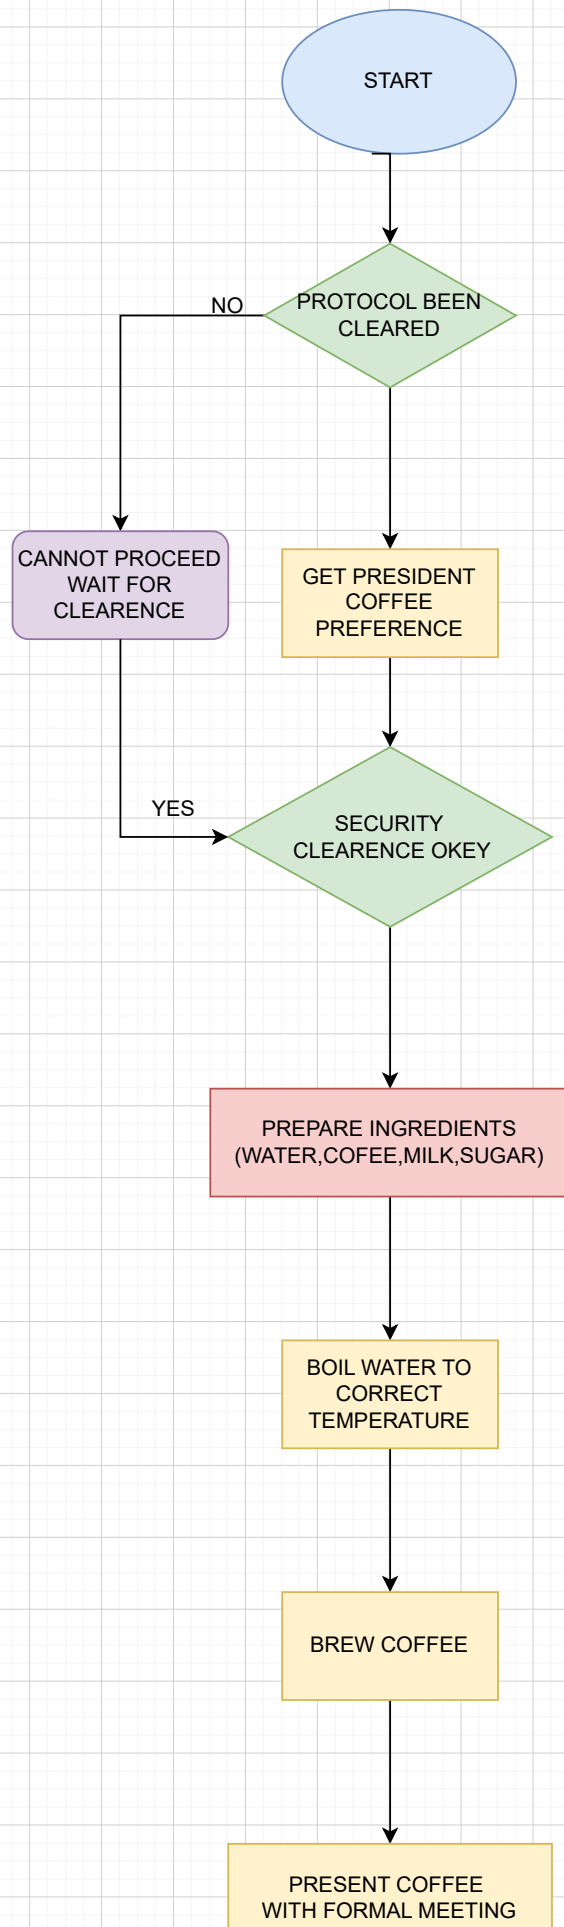 START
PROTOCOL BEEN
CLEARED
NO
CANNOT PROCEED
WAIT FOR
CLEARENCE
GET PRESIDENT
COFFEE
PREFERENCE
YES
SECURITY
CLEARENCE OKEY
PREPARE INGREDIENTS
(WATER,COFEE,MILK,SUGAR)
BOIL WATER TO
CORRECT
TEMPERATURE
BREW COFFEE
PRESENT COFFEE
WITH FORMAL MEETING